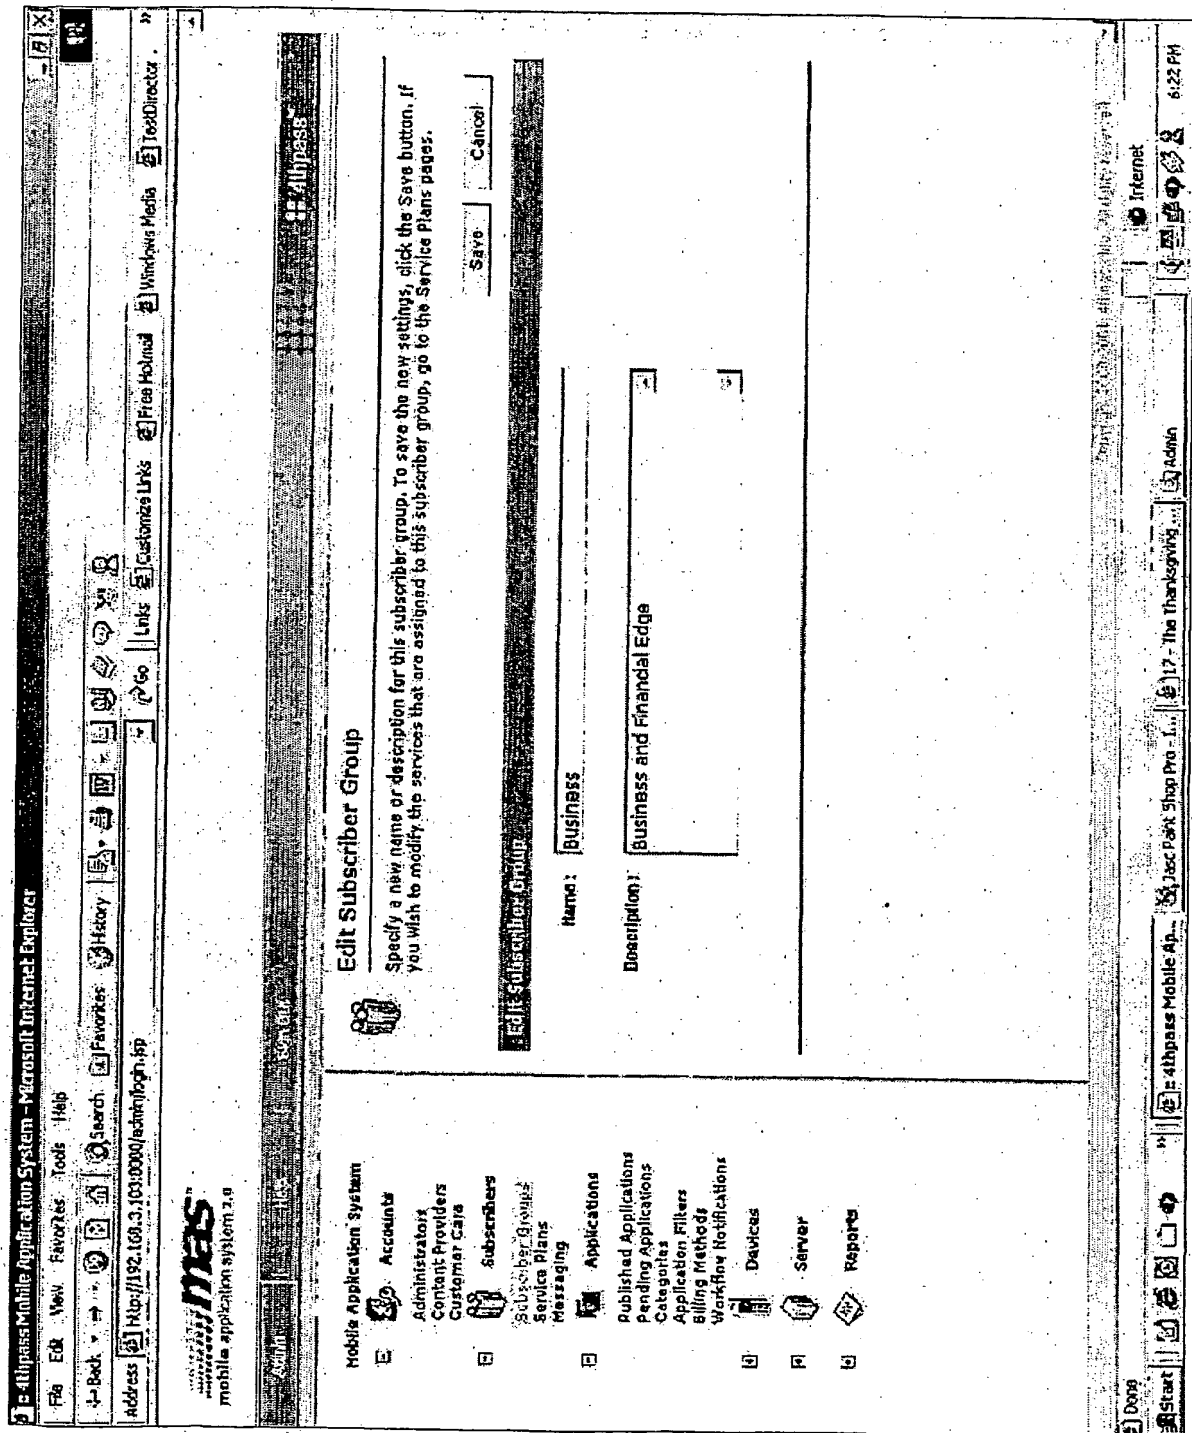 4thpass Mobile Application System - Microsoft Internet Explorer
File Edit View Favorites Tools Help
Back Search Favorites History
Address http://192.168.3.103:8000/admin/login.jsp Go Links Customize Links Free Hotmail Windows Media TestDirector
mas
mobile application system 2.0
4thpass
Mobile Application System
Accounts
Administrators
Content Providers
Customer Care
Subscribers
Subscriber Groups
Service Plans
Messaging
Applications
Published Applications
Pending Applications
Categories
Application Filters
Billing Methods
Workflow Notifications
Devices
Server
Reports
Edit Subscriber Group
Specify a new name or description for this subscriber group. To save the new settings, click the Save button. If
you wish to modify the services that are assigned to this subscriber group, go to the Service Plans pages.
Save Cancel
Edit Subscriber Group
Name: Business
Description: Business and Financial Edge
Done Internet
Start 4thpass Mobile Ap... Jasc Paint Shop Pro - I... 17 - The Thanksgiving ... Admin 6:22 PM